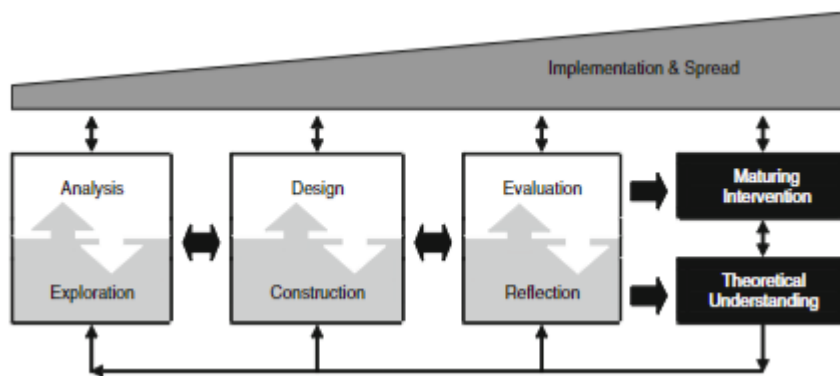 Implementation & Spread
Analysis
Exploration
Design
Construction
Evaluation
Reflection
Maturing
Intervention
Theoretical
Understanding